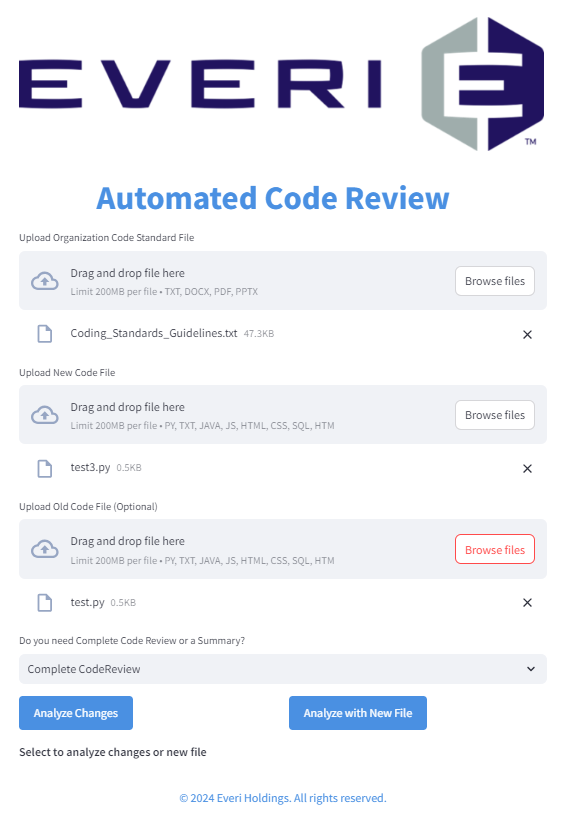 EVERI
E
TM
Automated Code Review
Upload Organization Code Standard File
Drag and drop file here
Limit 200MB per file • TXT, DOCX, PDF, PPTX
Browse files
Coding_Standards_Guidelines.txt 47.3KB
Upload New Code File
Drag and drop file here
Limit 200MB per file • PY, TXT, JAVA, JS, HTML, CSS, SQL, HTM
Browse files
test3.py 0.5KB
Upload Old Code File (Optional)
Drag and drop file here
Limit 200MB per file • PY, TXT, JAVA, JS, HTML, CSS, SQL, HTM
Browse files
test.py 0.5KB
Do you need Complete Code Review or a Summary?
Complete CodeReview
Analyze Changes
Analyze with New File
Select to analyze changes or new file
© 2024 Everi Holdings. All rights reserved.